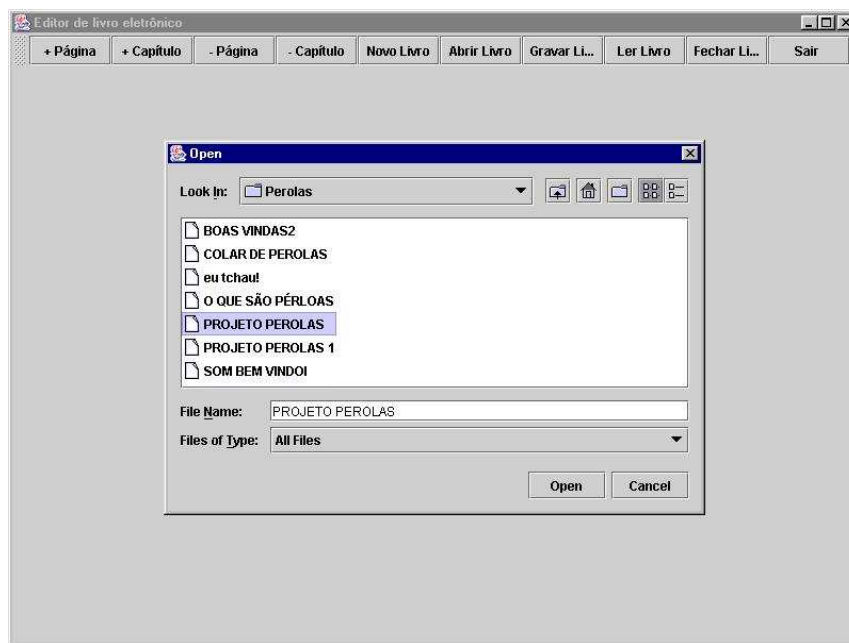 Editor de livro eletrônico
+ Página + Capítulo - Página - Capítulo Novo Livro Abrir Livro Gravar Li... Ler Livro Fechar Li... Sair
Open
Look In: Perolas
BOAS VINDAS2
COLAR DE PEROLAS
eu tchau!
O QUE SÃO PÉRLOAS
PROJETO PEROLAS
PROJETO PEROLAS 1
SOM BEM VINDOI
File Name: PROJETO PEROLAS
Files of Type: All Files
Open Cancel